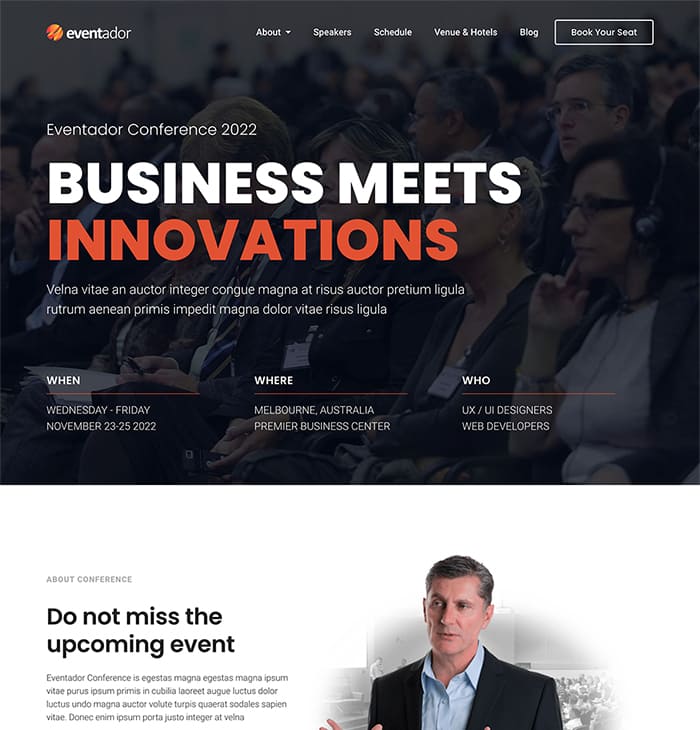 eventador
About
Speakers
Schedule
Venue & Hotels
Blog
Book Your Seat
Eventador Conference 2022
BUSINESS MEETS
INNOVATIONS
Velna vitae an auctor integer congue magna at risus auctor pretium ligula
rutrum aenean primis impedit magna dolor vitae risus ligula
WHEN
WEDNESDAY - FRIDAY
NOVEMBER 23-25 2022
WHERE
MELBOURNE, AUSTRALIA
PREMIER BUSINESS CENTER
WHO
UX / UI DESIGNERS
WEB DEVELOPERS
ABOUT CONFERENCE
Do not miss the
upcoming event
Eventador Conference is egestas magna egestas magna ipsum
vitae purus ipsum primis in cubilia laoreet augue luctus dolor
luctus undo magna auctor volute turpis quaerat sodales sapien
vitae. Donec enim ipsum porta justo integer at velna